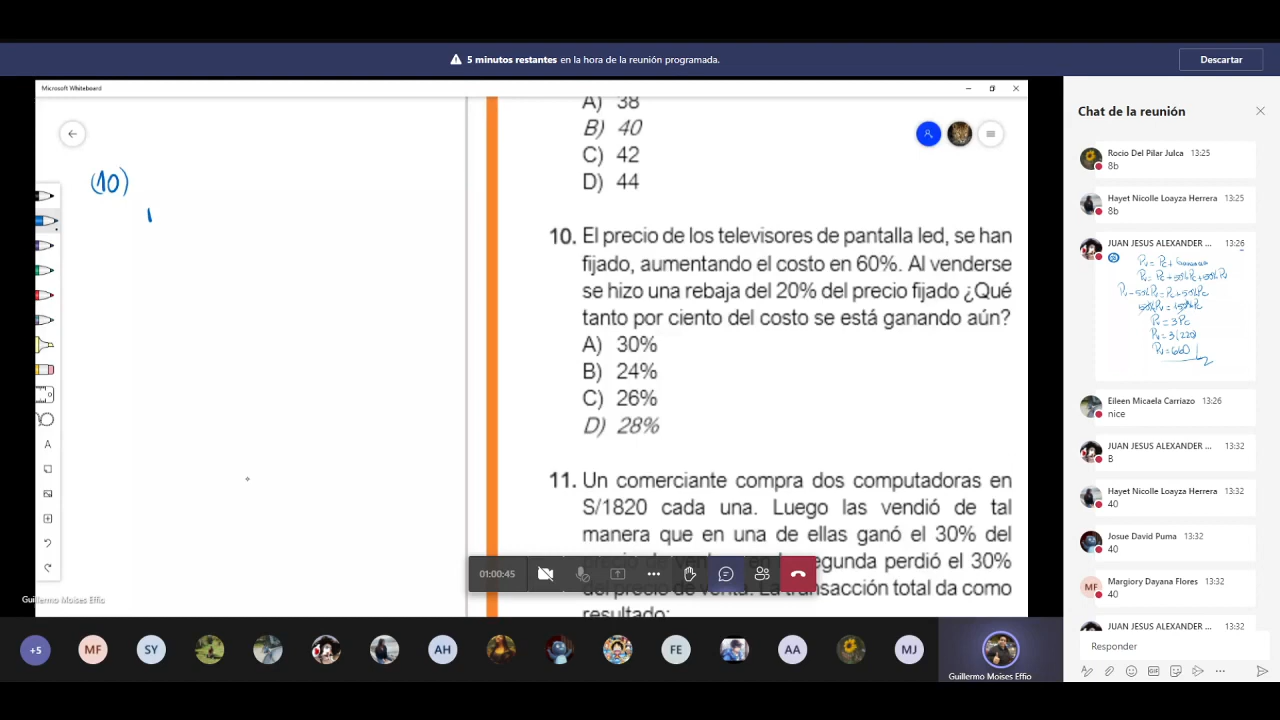 5 minutos restantes en la hora de la reunión programada.
Descartar
Microsoft Whiteboard
(10)
A) 38
B) 40
C) 42
D) 44
10. El precio de los televisores de pantalla led, se han
fijado, aumentando el costo en 60%. Al venderse
se hizo una rebaja del 20% del precio fijado ¿Qué
tanto por ciento del costo se está ganando aún?
A) 30%
B) 24%
C) 26%
D) 28%
11. Un comerciante compra dos computadoras en
S/1820 cada una. Luego las vendió de tal
manera que en una de ellas ganó el 30% del
segunda perdió el 30%
del precio de venta. La transacción total da como
resultado:
01:00:45
Guillermo Moises Effio
Chat de la reunión
Rocio Del Pilar Julca 13:25
8b
Hayet Nicolle Loayza Herrera 13:25
8b
JUAN JESUS ALEXANDER ... 13:26
Pv = 3Pc
Pv = 3(220)
Pv = 660
Eileen Micaela Carriazo 13:26
nice
JUAN JESUS ALEXANDER ... 13:32
B
Hayet Nicolle Loayza Herrera 13:32
40
Josue David Puma 13:32
40
MF
Margiory Dayana Flores 13:32
40
JUAN JESUS ALEXANDER ... 13:32
Responder
+5
MF
SY
AH
FE
AA
MJ
Guillermo Moises Effio